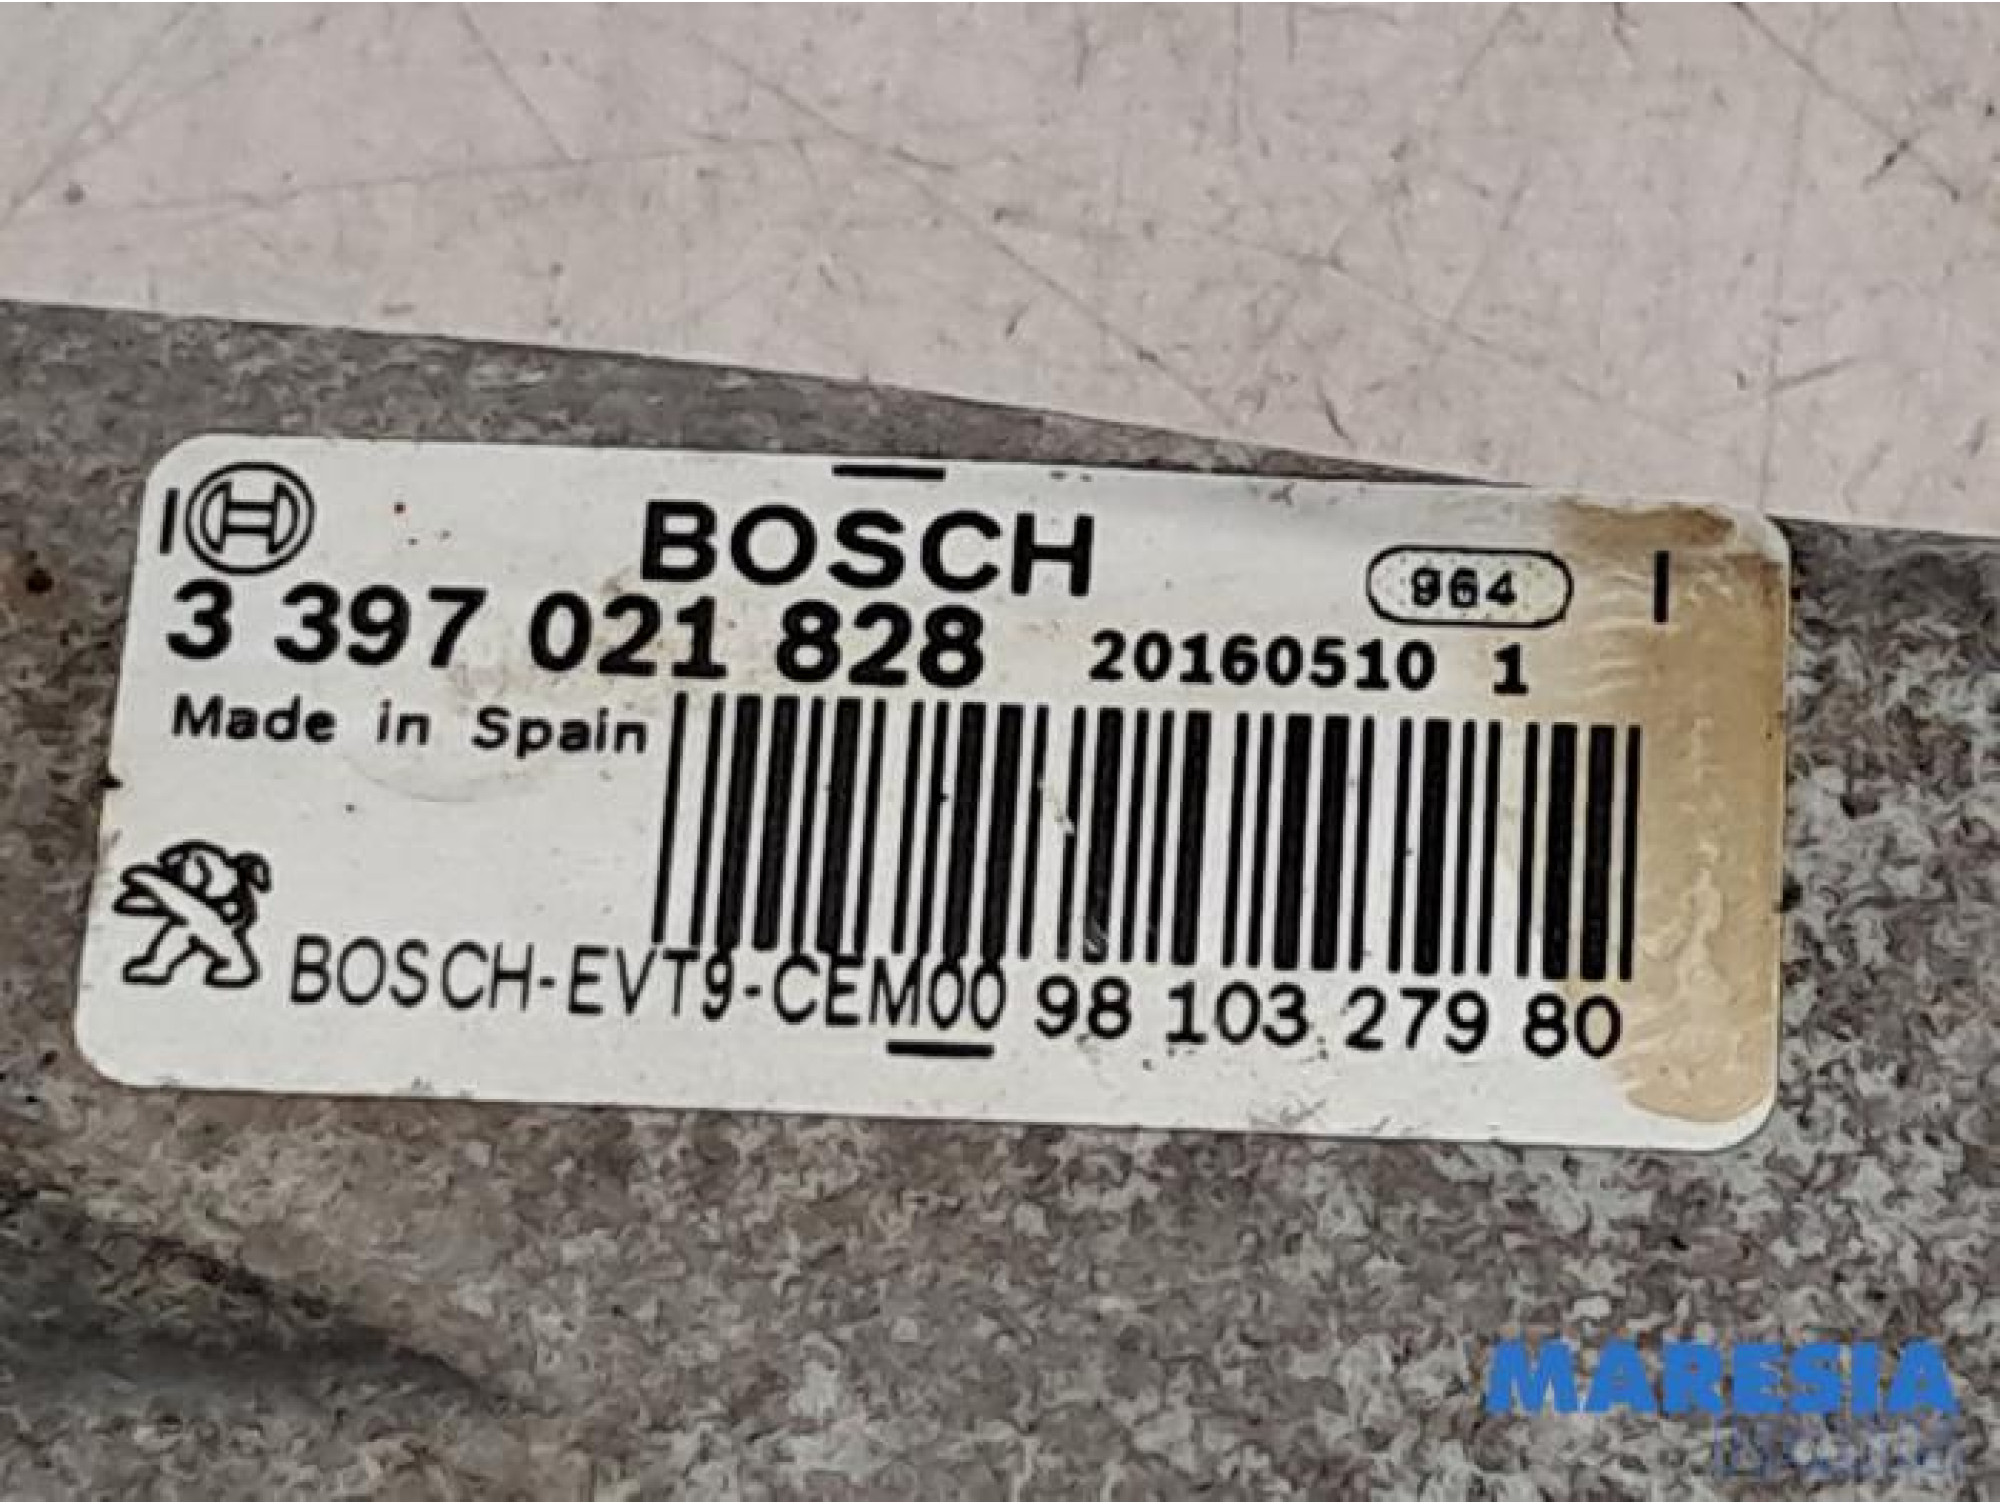 BOSCH
964
3 397 021 828 20160510 1
Made in Spain
BOSCH-EVT9-CEM00 98 103 279 80
MARESIA